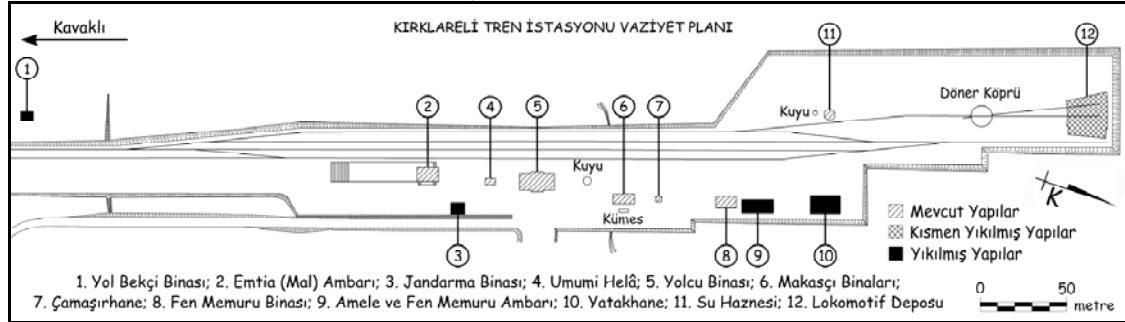 KIRKLARELİ TREN İSTASYONU VAZİYET PLANI
Kavaklı
1
2
4
5
6
7
11
12
Kuyu
Döner Köprü
Kuyu
Kümes
3
8
9
10
K
Mevcut Yapılar
Kısmen Yıkılmış Yapılar
Yıkılmış Yapılar
1. Yol Bekçi Binası; 2. Emtia (Mal) Ambarı; 3. Jandarma Binası; 4. Umumi Helâ; 5. Yolcu Binası; 6. Makasçı Binaları;
7. Çamaşırhane; 8. Fen Memuru Binası; 9. Amele ve Fen Memuru Ambarı; 10. Yatakhane; 11. Su Haznesi; 12. Lokomotif Deposu
0 50
metre